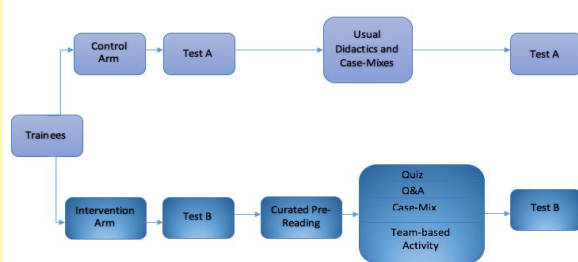 Control
Arm
Test A
Usual
Didactics and
Case-Mixes
Test A
Trainees
Intervention
Arm
Test B
Curated Pre-
Reading
Quiz
Q&A
Case-Mix
Team-based
Activity
Test B